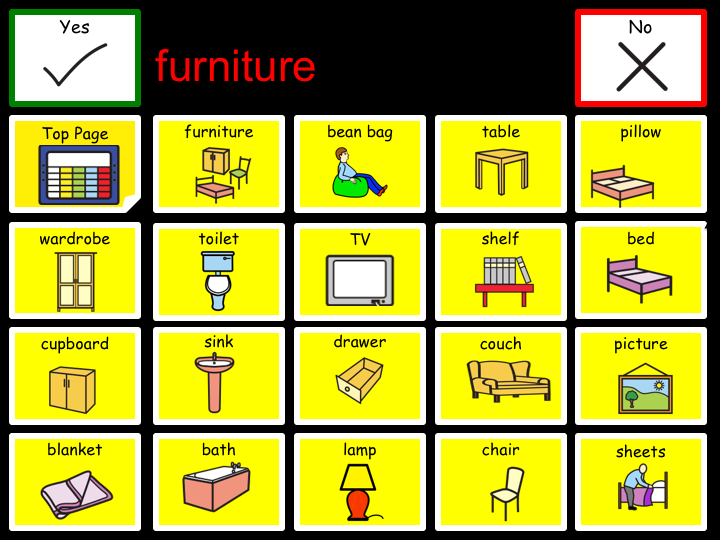 Yes
furniture
No
Top Page
furniture
bean bag
table
pillow
wardrobe
toilet
TV
shelf
bed
cupboard
sink
drawer
couch
picture
blanket
bath
lamp
chair
sheets